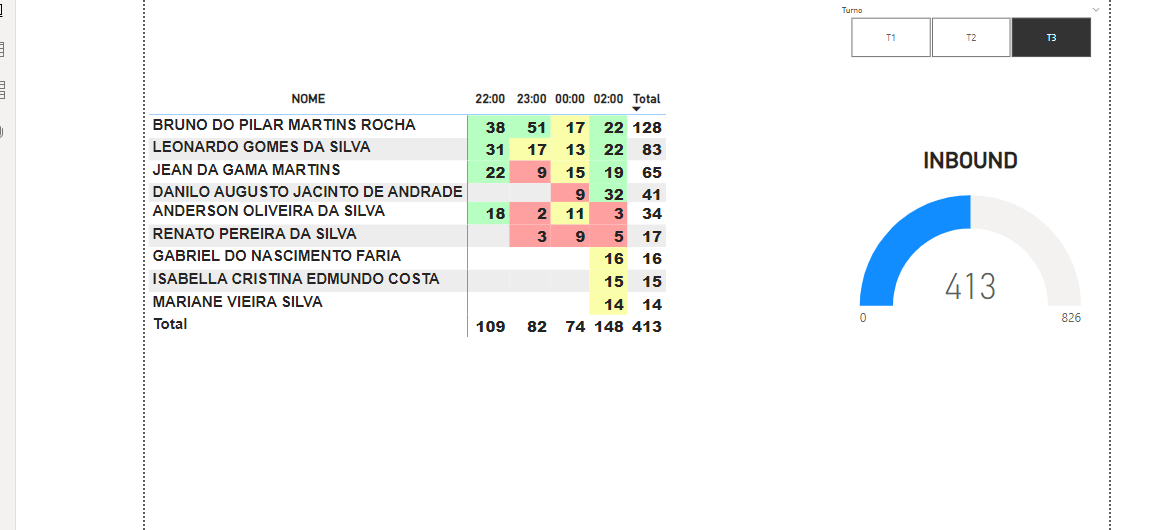 Turno
T1 T2 T3
NOME 22:00 23:00 00:00 02:00 Total
BRUNO DO PILAR MARTINS ROCHA 38 51 17 22 128
LEONARDO GOMES DA SILVA 31 17 13 22 83
JEAN DA GAMA MARTINS 22 9 15 19 65
DANILO AUGUSTO JACINTO DE ANDRADE 9 32 41
ANDERSON OLIVEIRA DA SILVA 18 2 11 3 34
RENATO PEREIRA DA SILVA 3 9 5 17
GABRIEL DO NASCIMENTO FARIA 16 16
ISABELLA CRISTINA EDMUNDO COSTA 15 15
MARIANE VIEIRA SILVA 14 14
Total 109 82 74 148 413
INBOUND
413
0 826